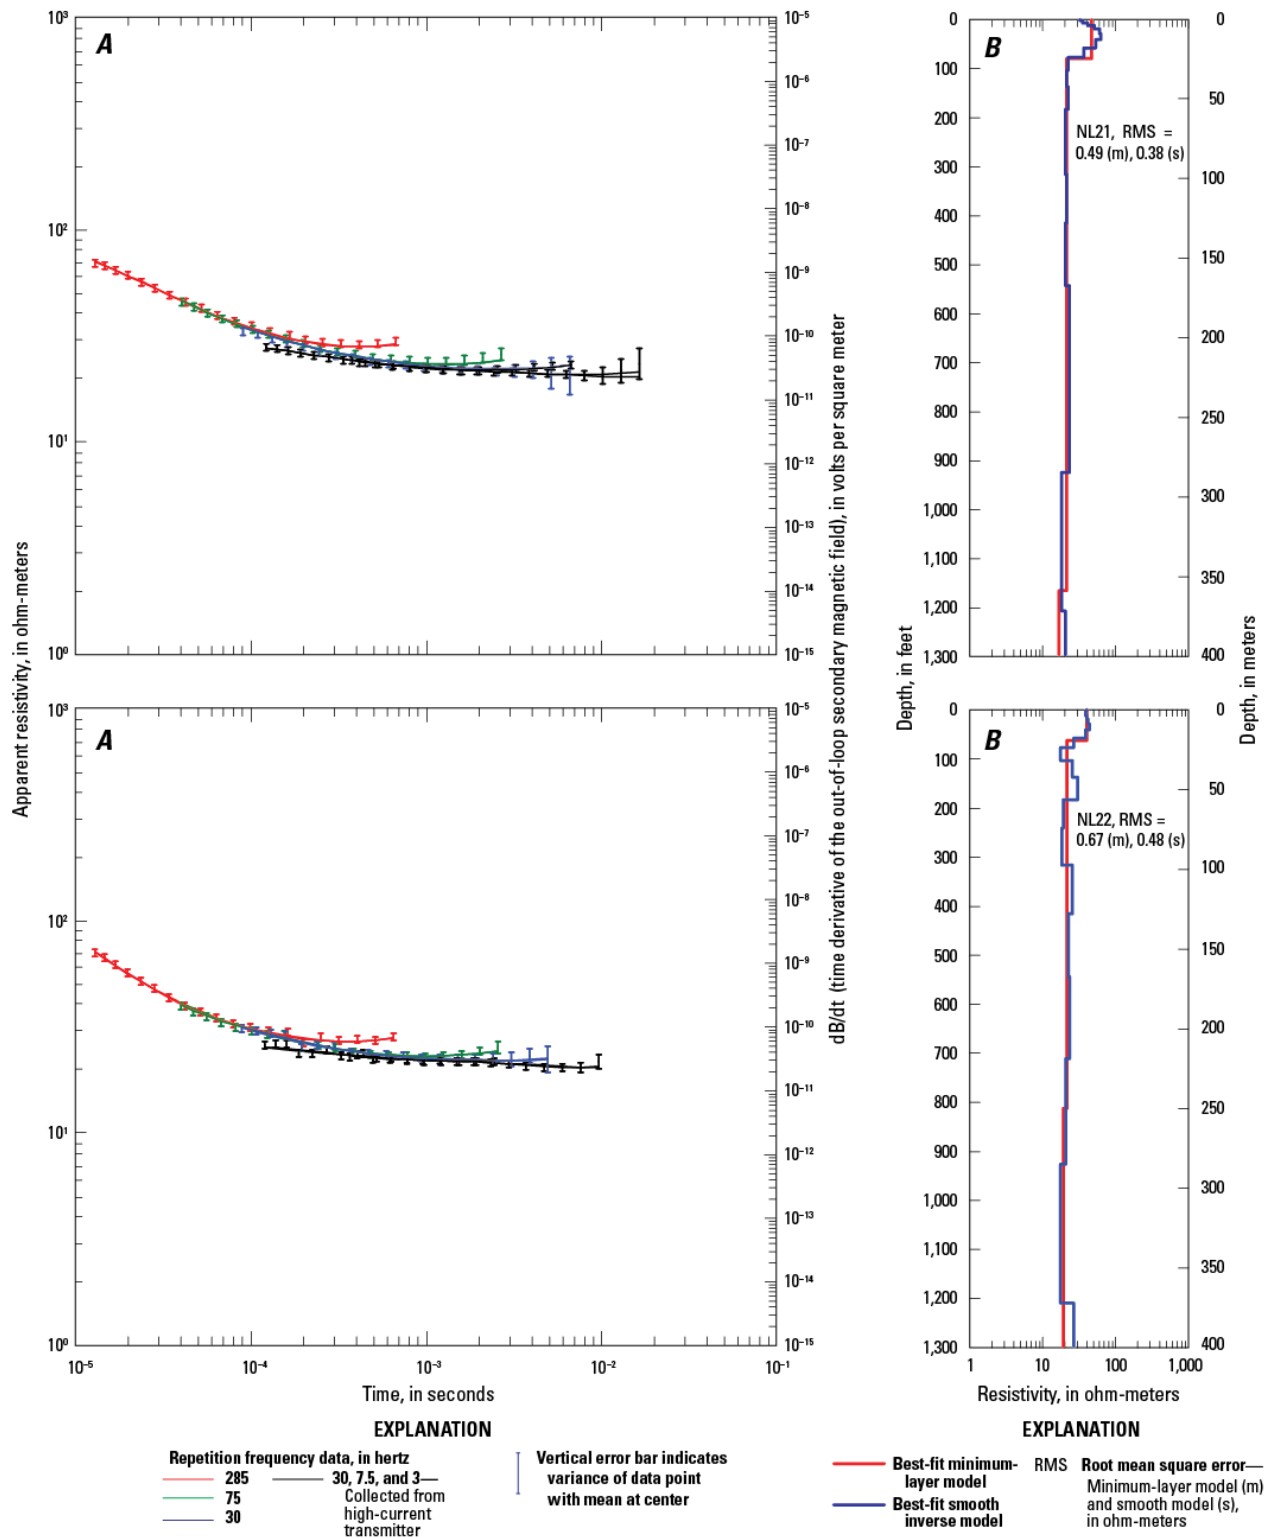 A
10³
10²
10¹
10⁰
10⁻⁵
10⁻⁶
10⁻⁷
10⁻⁸
10⁻⁹
10⁻¹⁰
10⁻¹¹
10⁻¹²
10⁻¹³
10⁻¹⁴
10⁻¹⁵
B
0
100
200
300
400
500
600
700
800
900
1,000
1,100
1,200
1,300
0
50
100
150
200
250
300
350
400
NL21, RMS =
0.49 (m), 0.38 (s)
Apparent resistivity, in ohm-meters
dB/dt (time derivative of the out-of-loop secondary magnetic field), in volts per square meter
Depth, in feet
Depth, in meters
A
10³
10²
10¹
10⁰
10⁻⁵
10⁻⁶
10⁻⁷
10⁻⁸
10⁻⁹
10⁻¹⁰
10⁻¹¹
10⁻¹²
10⁻¹³
10⁻¹⁴
10⁻¹⁵
10⁻⁵
10⁻⁴
10⁻³
10⁻²
10⁻¹
Time, in seconds
B
0
100
200
300
400
500
600
700
800
900
1,000
1,100
1,200
1,300
0
50
100
150
200
250
300
350
400
NL22, RMS =
0.67 (m), 0.48 (s)
1
10
100
1,000
Resistivity, in ohm-meters
EXPLANATION
Repetition frequency data, in hertz
285
75
30
30, 7.5, and 3—
Collected from
high-current
transmitter
Vertical error bar indicates
variance of data point
with mean at center
EXPLANATION
Best-fit minimum-
layer model
Best-fit smooth
inverse model
RMS Root mean square error—
Minimum-layer model (m)
and smooth model (s),
in ohm-meters